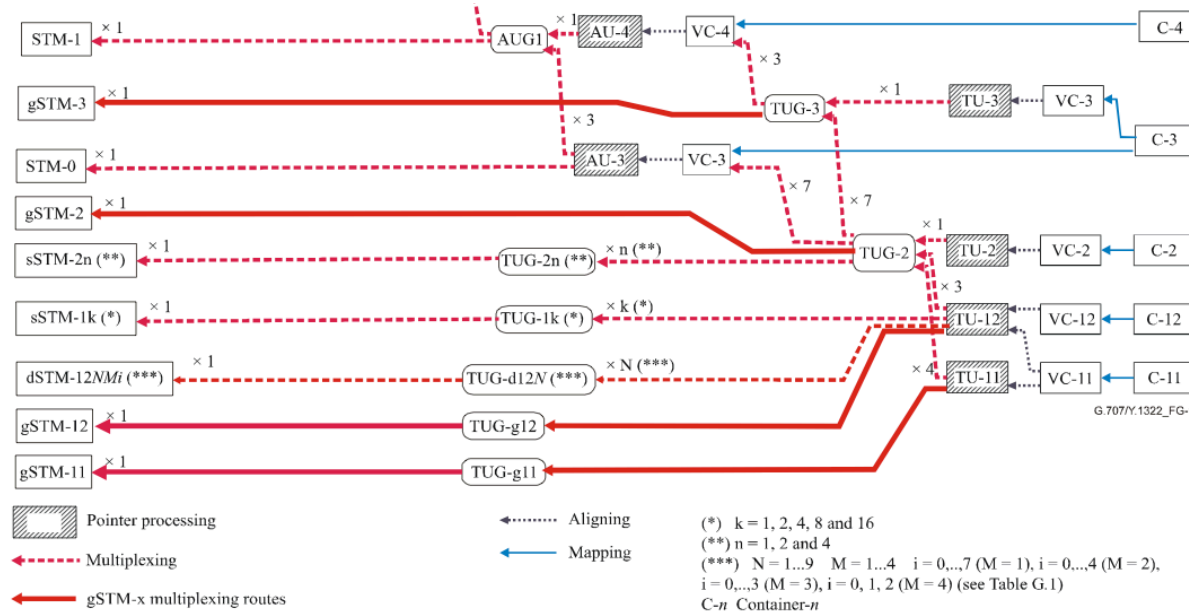 × 1
× 1
STM-1
AUG1
AU-4
VC-4
C-4
× 3
× 1
× 1
gSTM-3
TUG-3
TU-3
VC-3
× 3
C-3
× 1
STM-0
AU-3
VC-3
× 7
× 7
× 1
gSTM-2
× 1
× 1
× n (**)
TUG-2
TU-2
VC-2
C-2
sSTM-2n (**)
TUG-2n (**)
× 3
× 1
× k (*)
sSTM-1k (*)
TUG-1k (*)
TU-12
VC-12
C-12
× 1
× N (***)
× 4
dSTM-12NMi (***)
TUG-d12N (***)
TU-11
VC-11
C-11
G.707/Y.1322_FG-
× 1
gSTM-12
TUG-g12
× 1
gSTM-11
TUG-g11
Pointer processing
Aligning
(*) k = 1, 2, 4, 8 and 16
(**) n = 1, 2 and 4
Multiplexing
Mapping
(***) N = 1...9 M = 1...4 i = 0,..,7 (M = 1), i = 0,...,4 (M = 2),
i = 0,...,3 (M = 3), i = 0, 1, 2 (M = 4) (see Table G.1)
gSTM-x multiplexing routes
C-n Container-n